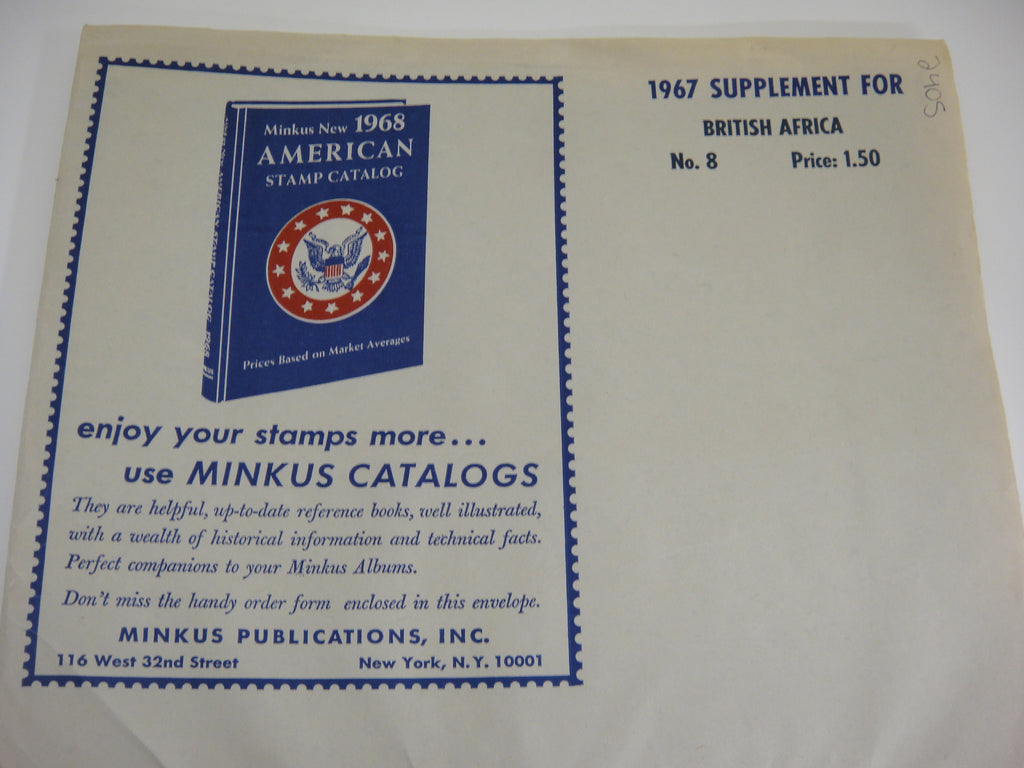 Minkus New 1968
AMERICAN
STAMP CATALOG
Prices Based on Market Averages
enjoy your stamps more...
use MINKUS CATALOGS
They are helpful, up-to-date reference books, well illustrated,
with a wealth of historical information and technical facts.
Perfect companions to your Minkus Albums.
Don't miss the handy order form enclosed in this envelope.
MINKUS PUBLICATIONS, INC.
116 West 32nd Street New York, N.Y. 10001
1967 SUPPLEMENT FOR
BRITISH AFRICA
No. 8 Price: 1.50